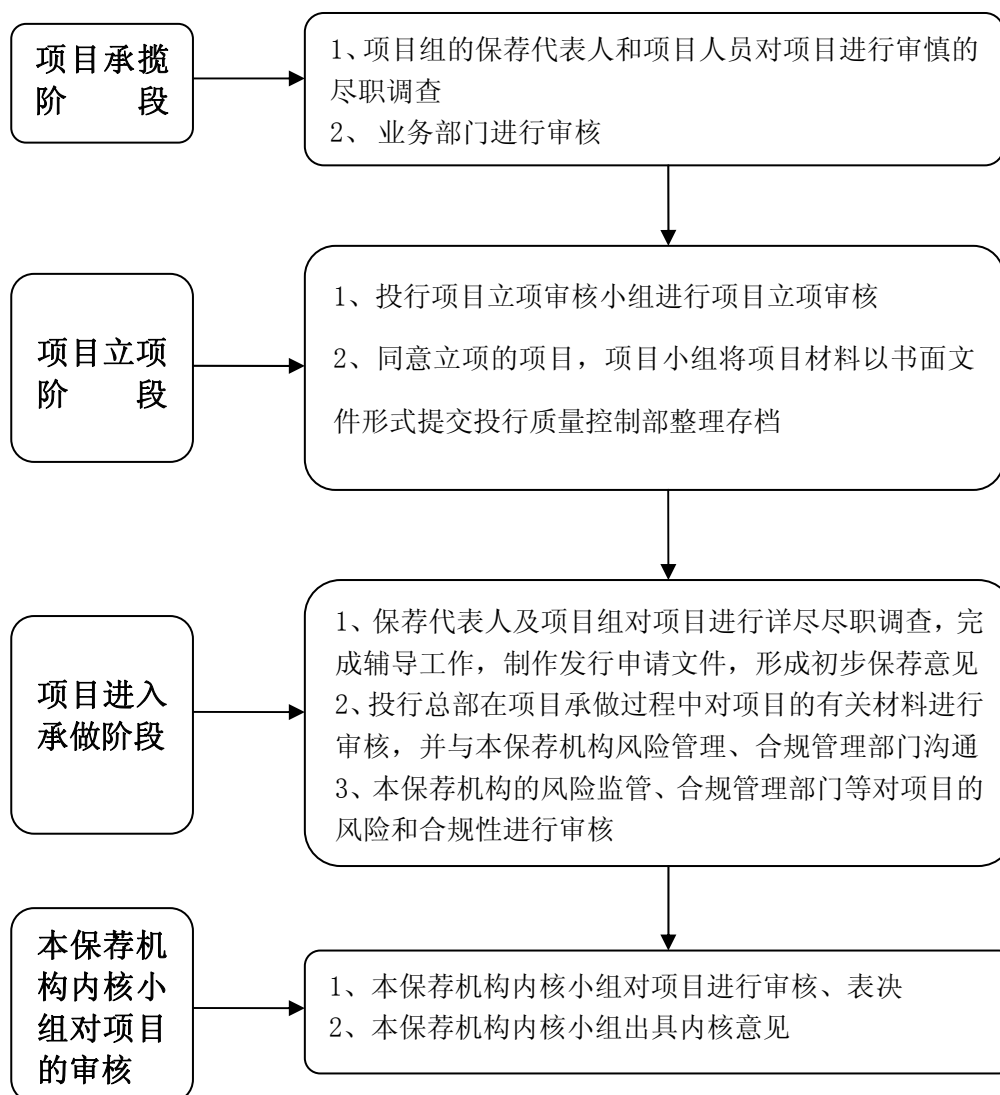 项目承揽
阶 段
1、项目组的保荐代表人和项目人员对项目进行审慎的
尽职调查
2、 业务部门进行审核
项目立项
阶 段
1、投行项目立项审核小组进行项目立项审核
2、同意立项的项目，项目小组将项目材料以书面文
件形式提交投行质量控制部整理存档
项目进入
承做阶段
1、保荐代表人及项目组对项目进行详尽尽职调查，完
成辅导工作，制作发行申请文件，形成初步保荐意见
2、投行总部在项目承做过程中对项目的有关材料进行
审核，并与本保荐机构风险管理、合规管理部门沟通
3、本保荐机构的风险监管、合规管理部门等对项目的
风险和合规性进行审核
本保荐机
构内核小
组对项目
的审核
1、本保荐机构内核小组对项目进行审核、表决
2、本保荐机构内核小组出具内核意见